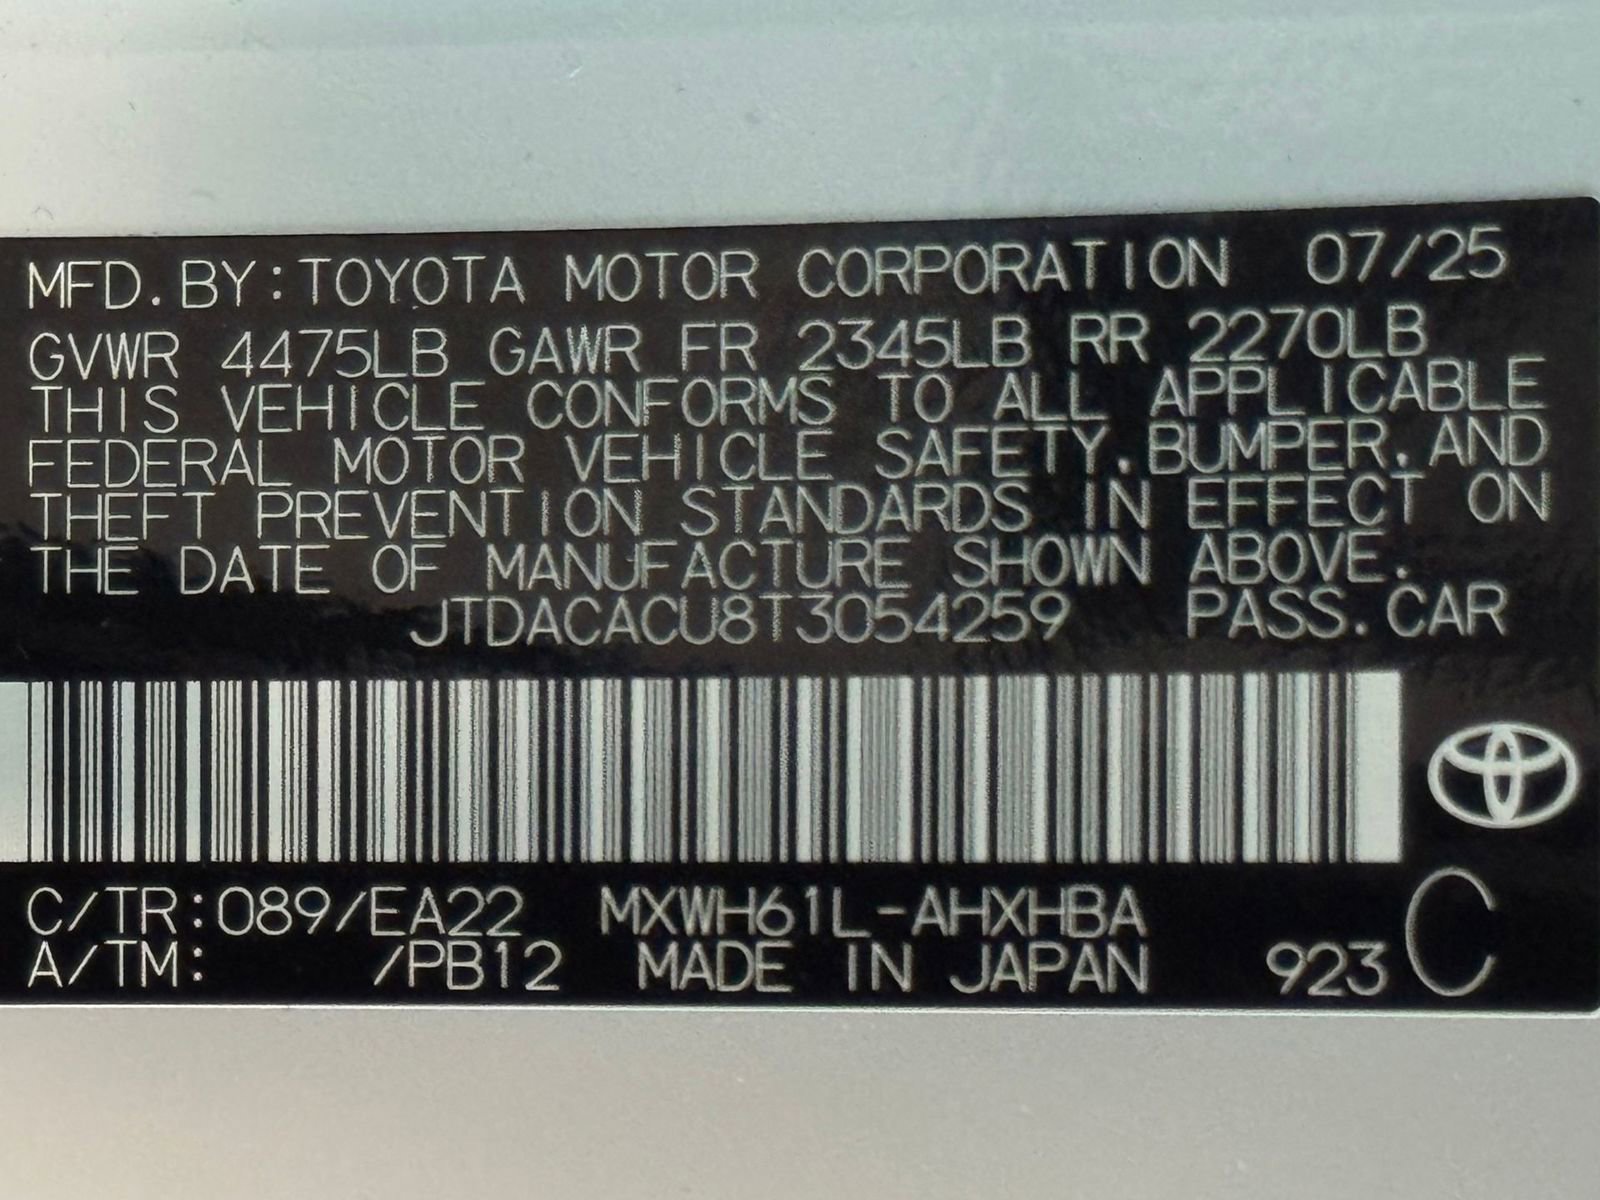 MFD. BY: TOYOTA MOTOR CORPORATION 07/25
GVWR 4475LB GAWR FR 2345LB RR 2270LB
THIS VEHICLE CONFORMS TO ALL APPLICABLE
FEDERAL MOTOR VEHICLE SAFETY, BUMPER, AND
THEFT PREVENTION STANDARDS IN EFFECT ON
THE DATE OF MANUFACTURE SHOWN ABOVE.
JTDACACU8T3054259 PASS. CAR
C/TR: 089/EA22 MXWH61L-AHXHBA
A/TM: /PB12 MADE IN JAPAN 923 C